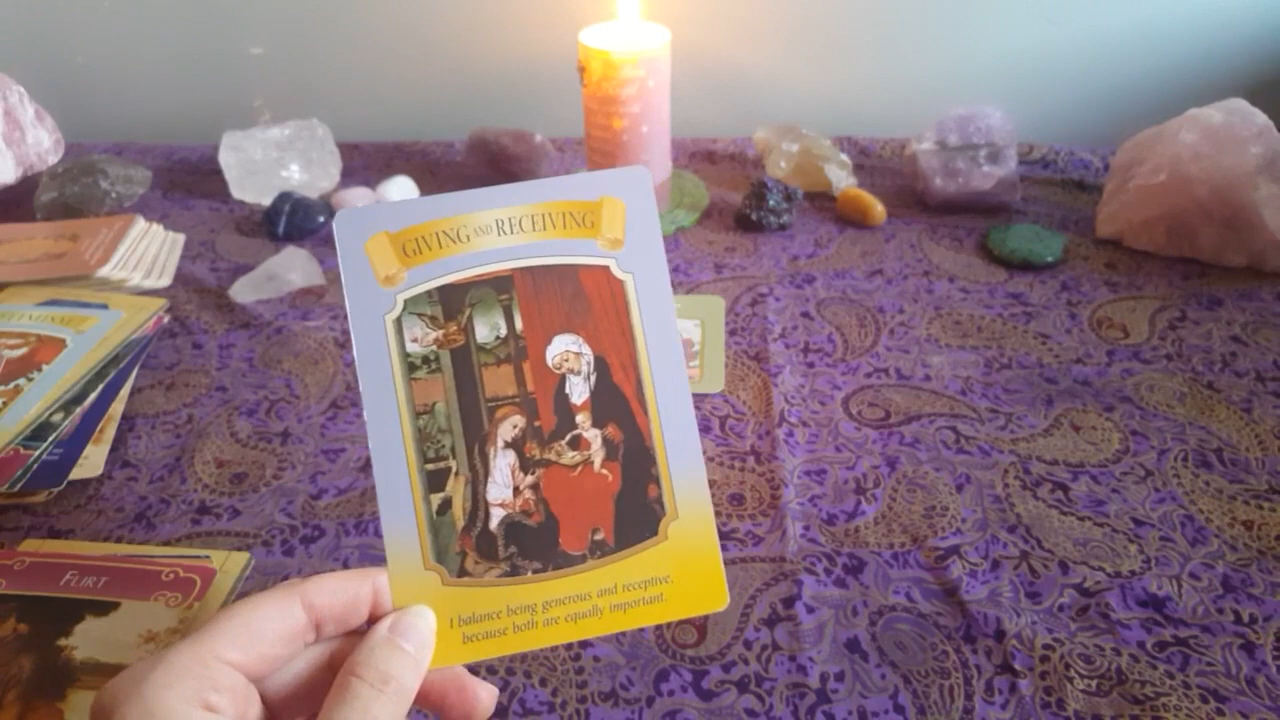 GIVING AND RECEIVING
I balance being generous and receptive,
because both are equally important.
FLIRT